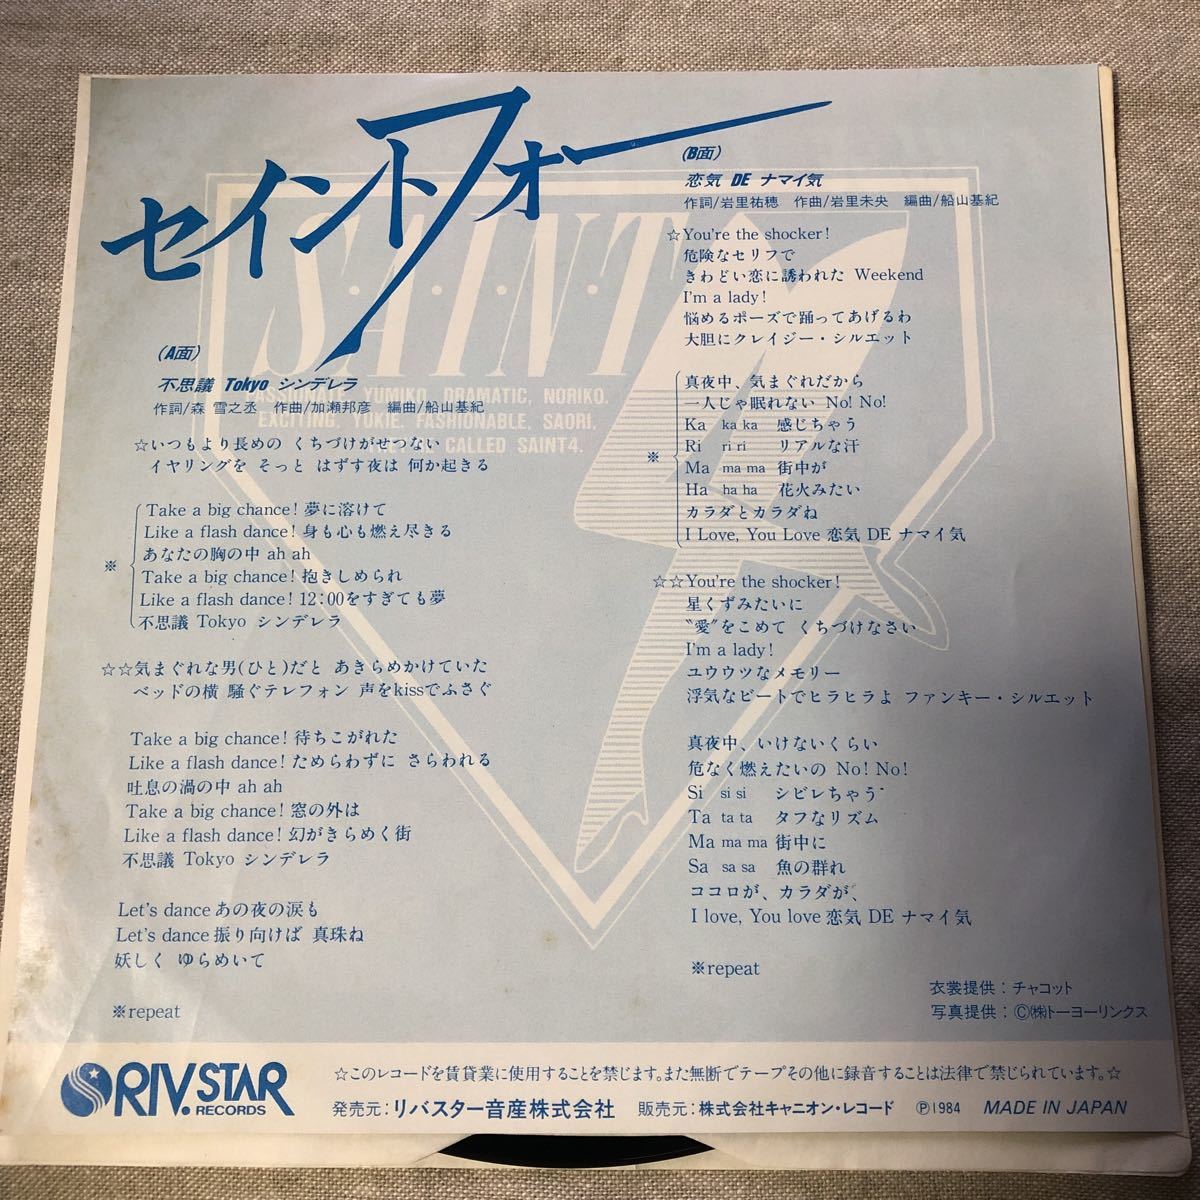 セイントフォー
SAINT
PASSIONATE, YUMIKO. DRAMATIC, NORIKO.
EXCITING, YUKIE. FASHIONABLE, SAORI.
CALLED SAINT4.
(A面)
不思議 Tokyo シンデレラ
作詞/森 雪之丞 作曲/加瀬邦彦 編曲/船山基紀
☆いつもより長めの くちづけがせつない
イヤリングを そっと はずす夜は 何か起きる
Take a big chance! 夢に溶けて
Like a flash dance! 身も心も燃え尽きる
あなたの胸の中 ah ah
※
Take a big chance! 抱きしめられ
Like a flash dance! 12:00をすぎても夢
不思議 Tokyo シンデレラ
☆☆気まぐれな男(ひと)だと あきらめかけていた
ベッドの横 騒ぐテレフォン 声をkissでふさぐ
Take a big chance! 待ちこがれた
Like a flash dance! ためらわずに さらわれる
吐息の渦の中 ah ah
Take a big chance! 窓の外は
Like a flash dance! 幻がきらめく街
不思議 Tokyo シンデレラ
Let's dance あの夜の涙も
Let's dance 振り向けば 真珠ね
妖しく ゆらめいて
※repeat
(B面)
恋気 DE ナマイ気
作詞/岩里祐穂 作曲/岩里未央 編曲/船山基紀
☆You're the shocker!
危険なセリフで
きわどい恋に誘われた Weekend
I'm a lady!
悩めるポーズで踊ってあげるわ
大胆にクレイジー・シルエット
真夜中、気まぐれだから
一人じゃ眠れない No! No!
Ka ka ka 感じちゃう
Ri ri ri リアルな汗
※ Ma ma ma 街中が
Ha ha ha 花火みたい
カラダとカラダね
I Love, You Love 恋気 DE ナマイ気
☆☆You're the shocker!
星くずみたいに
“愛”をこめて くちづけなさい
I'm a lady!
ユウウツなメモリー
浮気なビートでヒラヒラよ ファンキー・シルエット
真夜中、いけないくらい
危なく燃えたいの No! No!
Si si si シビレちゃう
Ta ta ta タフなリズム
Ma ma ma 街中に
Sa sa sa 魚の群れ
ココロが、カラダが、
I love, You love 恋気 DE ナマイ気
※repeat
衣裳提供：チャコット
写真提供：Ⓒ㈱トーヨーリンクス
RIV.STAR
RECORDS
☆このレコードを賃貸業に使用することを禁じます。また無断でテープその他に録音することは法律で禁じられています。☆
発売元：リバスター音産株式会社 販売元：株式会社キャニオン・レコード Ⓟ1984 MADE IN JAPAN